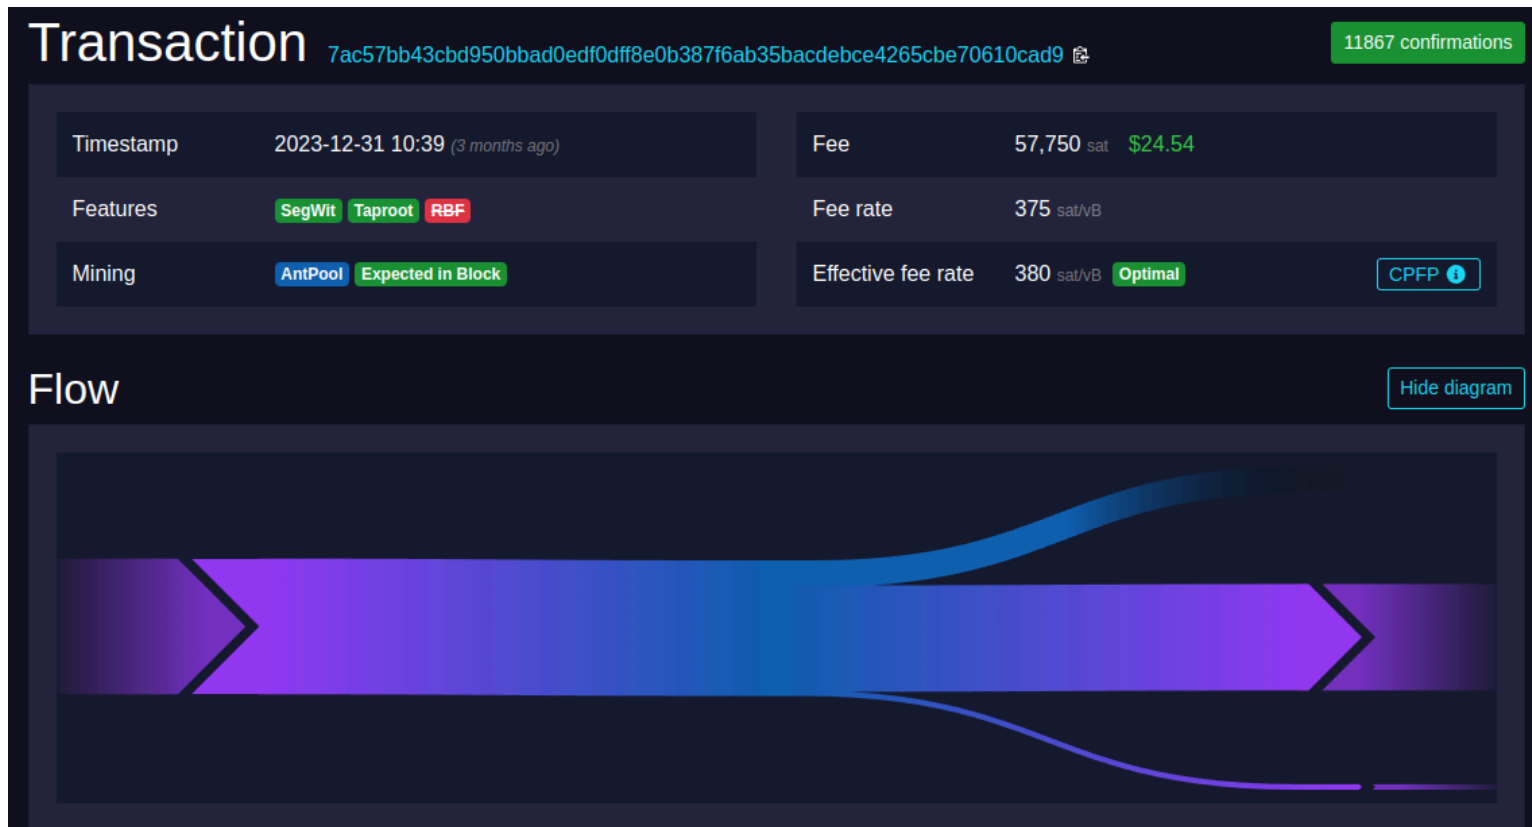 Transaction 7ac57bb43cbd950bbad0edf0dff8e0b387f6ab35bacdebce4265cbe70610cad9 11867 confirmations
Timestamp 2023-12-31 10:39 (3 months ago) Fee 57,750 sat $24.54
Features SegWit Taproot RBF Fee rate 375 sat/vB
Mining AntPool Expected in Block Effective fee rate 380 sat/vB Optimal CPFP
Flow Hide diagram